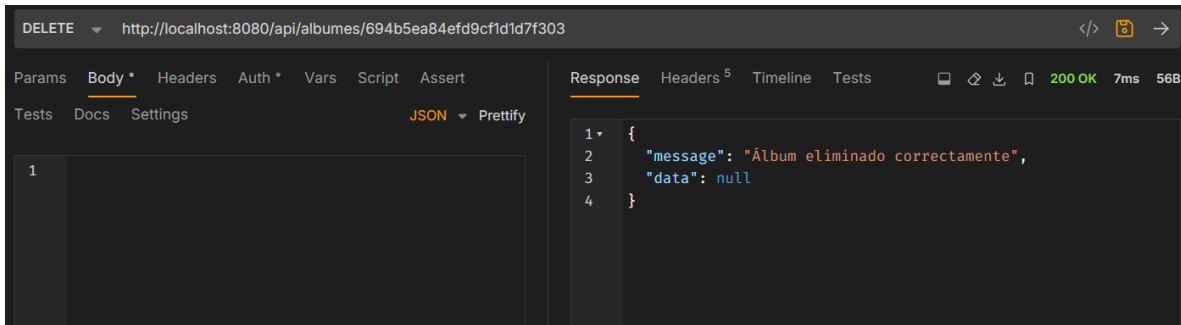 DELETE http://localhost:8080/api/albumes/694b5ea84efd9cf1d1d7f303 </>
Params Body Headers Auth Vars Script Assert
Tests Docs Settings JSON Prettify
1
Response Headers 5 Timeline Tests 200 OK 7ms 56B
1 {
2 "message": "Álbum eliminado correctamente",
3 "data": null
4 }